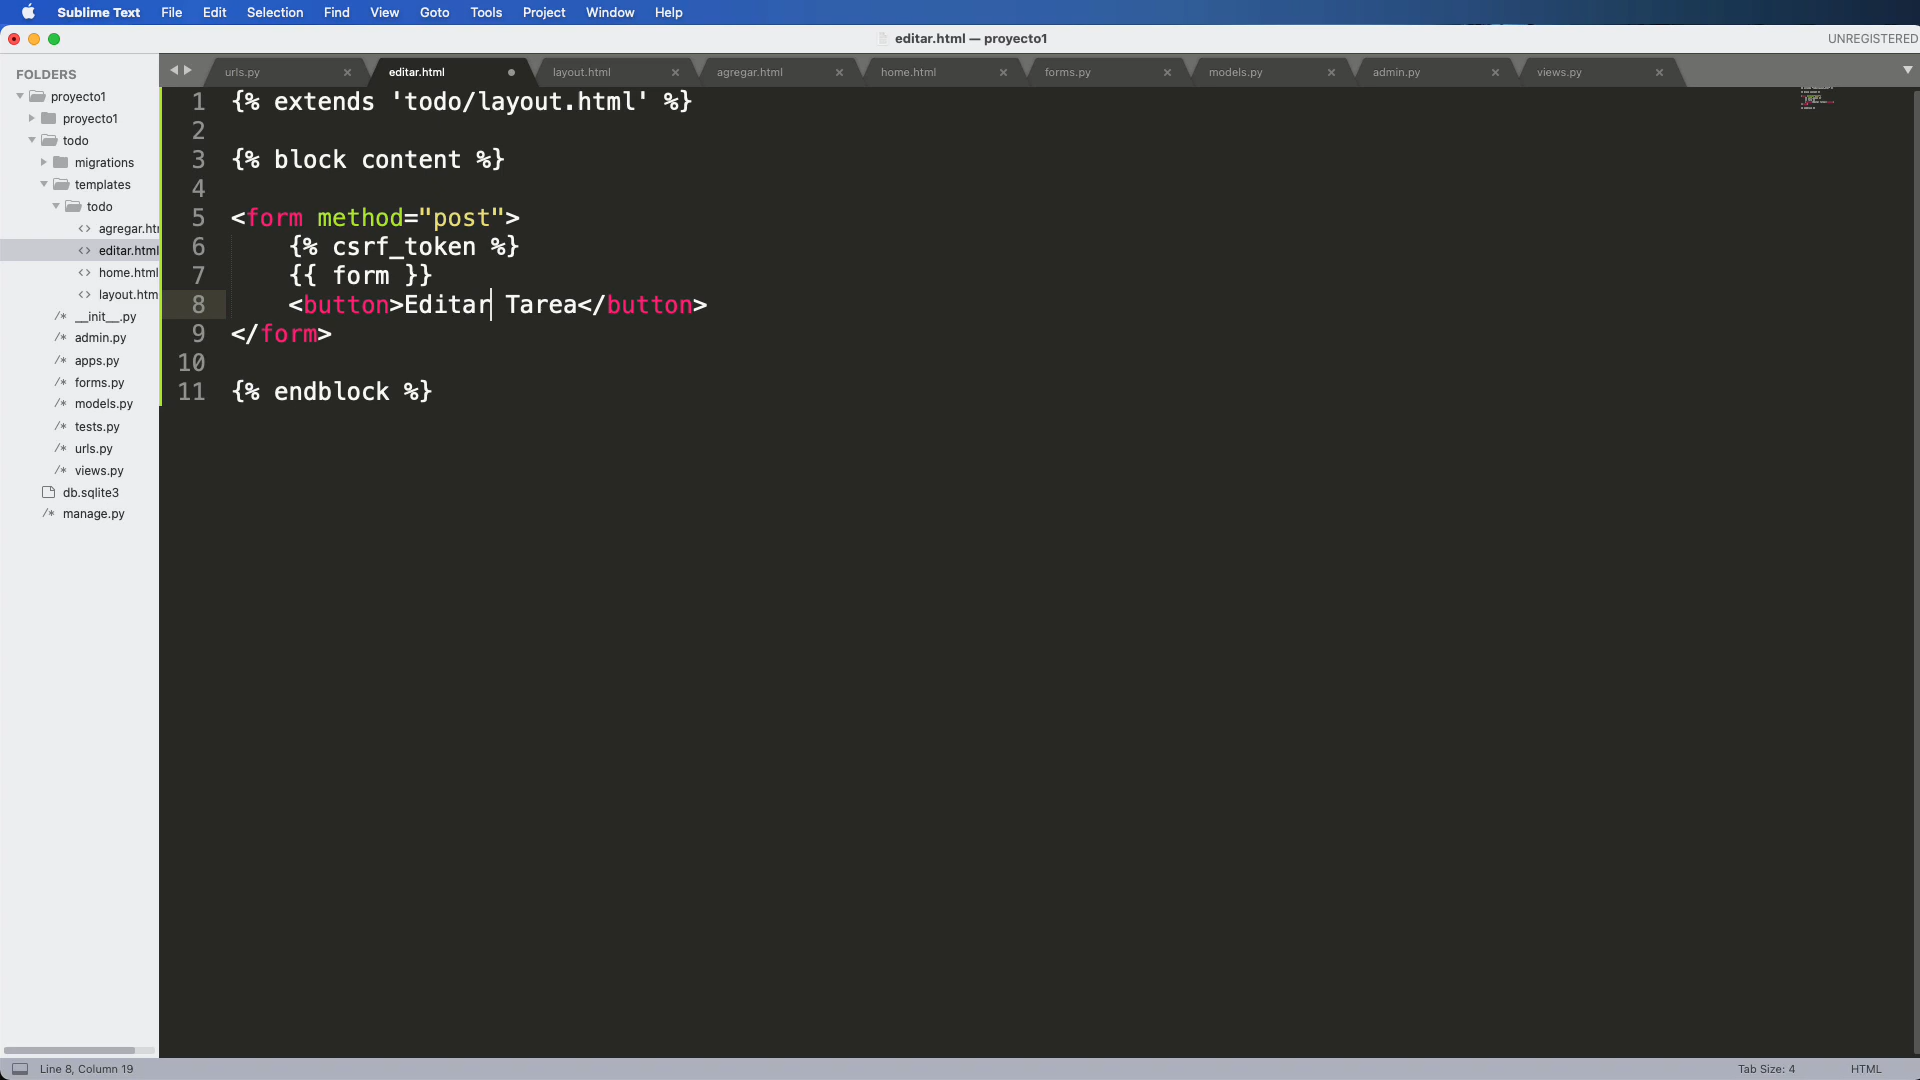 Sublime Text File Edit Selection Find View Goto Tools Project Window Help
editar.html — proyecto1
UNREGISTERED
FOLDERS
proyecto1
proyecto1
todo
migrations
templates
todo
agregar.htm
editar.html
home.html
layout.htm
__init__.py
admin.py
apps.py
forms.py
models.py
tests.py
urls.py
views.py
db.sqlite3
manage.py
urls.py editar.html layout.html agregar.html home.html forms.py models.py admin.py views.py
1 {% extends 'todo/layout.html' %}
2
3 {% block content %}
4
5 <form method="post">
6 {% csrf_token %}
7 {{ form }}
8 <button>Editar Tarea</button>
9 </form>
10
11 {% endblock %}
Line 8, Column 19
Tab Size: 4
HTML